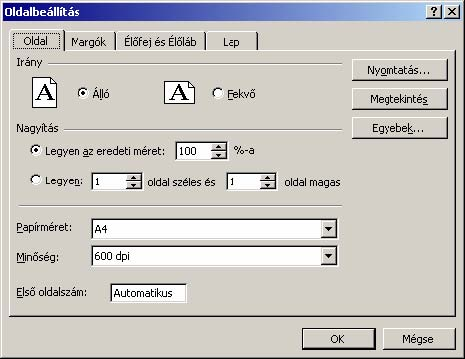 Oldalbeállítás
Oldal Margók Élőfej és Élőláb Lap
Irány
A Álló A Fekvő
Nyomtatás...
Megtekintés
Egyebek...
Nagyítás
Legyen az eredeti méret: 100 %-a
Legyen: 1 oldal széles és 1 oldal magas
Papírméret: A4
Minőség: 600 dpi
Első oldalszám: Automatikus
OK Mégse